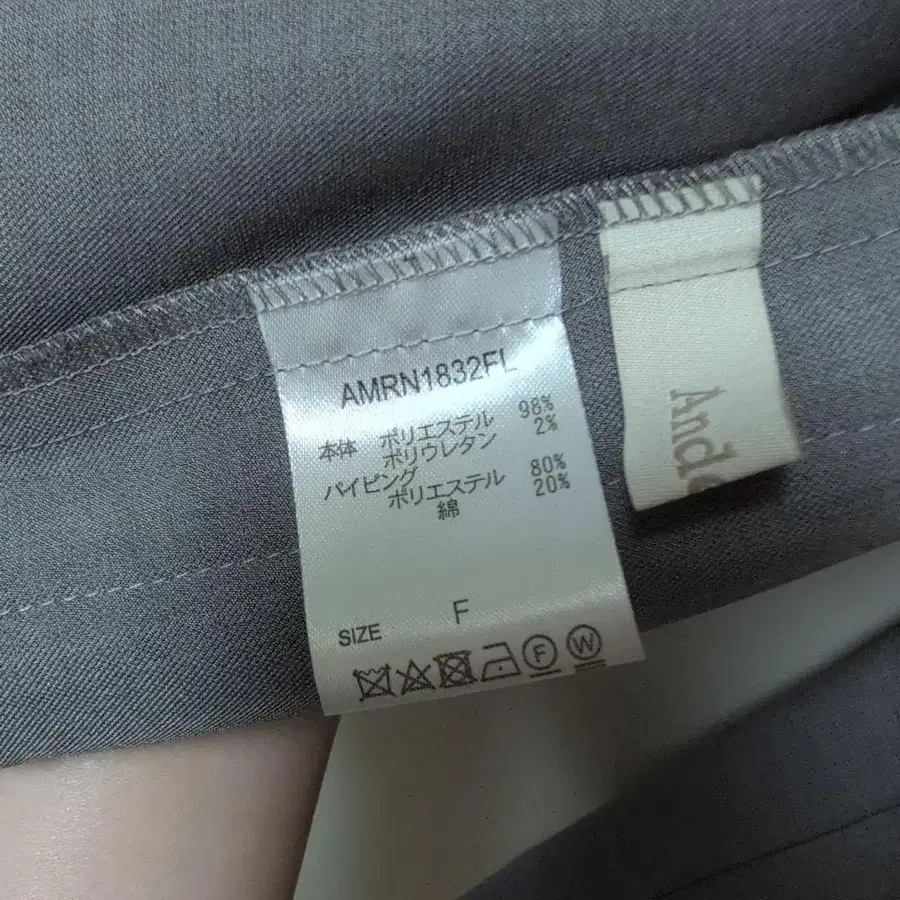 AMRN1832FL
本体 ポリエステル 98%
ポリウレタン 2%
パイピング
ポリエステル 80%
綿 20%
SIZE F
F W
Ande